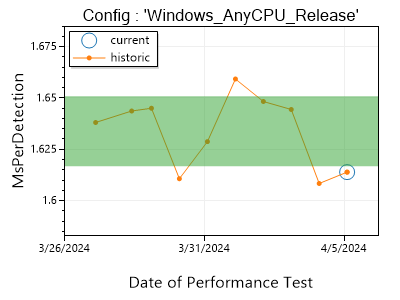 Config : 'Windows_AnyCPU_Release'
current
historic
MsPerDetection
1.675
1.65
1.625
1.6
3/26/2024
3/31/2024
4/5/2024
Date of Performance Test